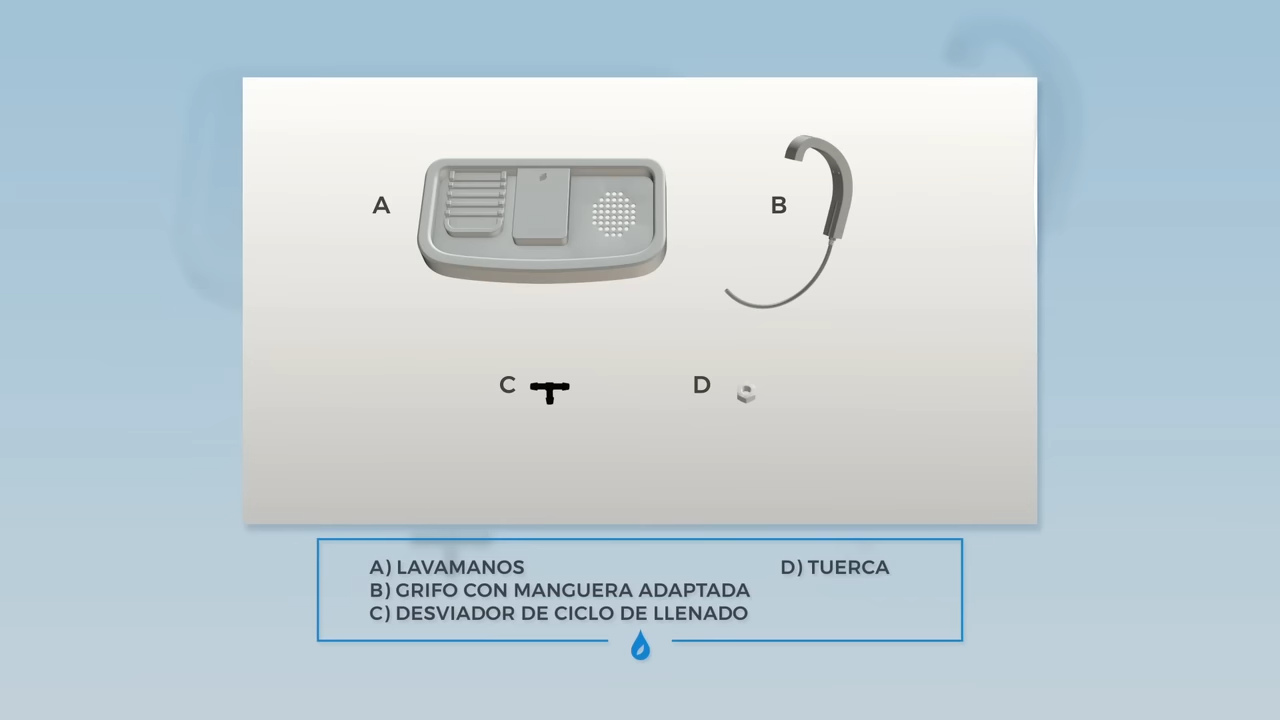 A
B
C
D
A) LAVAMANOS
D) TUERCA
B) GRIFO CON MANGUERA ADAPTADA
C) DESVIADOR DE CICLO DE LLENADO